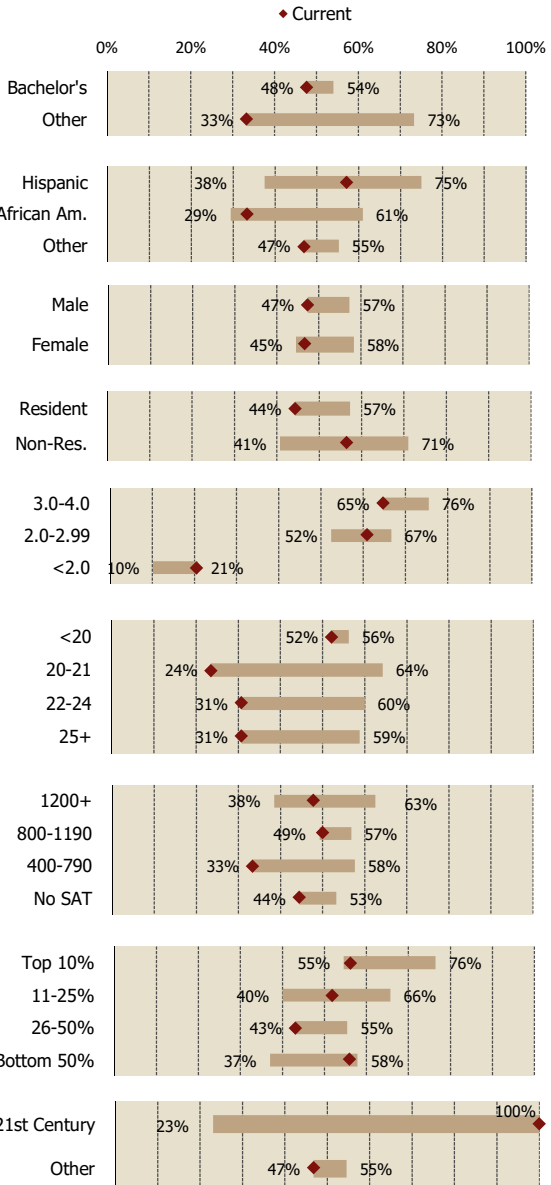 Current
0% 20% 40% 60% 80% 100%
Bachelor's 48% 54%
Other 33% 73%
Hispanic 38% 75%
African Am. 29% 61%
Other 47% 55%
Male 47% 57%
Female 45% 58%
Resident 44% 57%
Non-Res. 41% 71%
3.0-4.0 65% 76%
2.0-2.99 52% 67%
<2.0 10% 21%
<20 52% 56%
20-21 24% 64%
22-24 31% 60%
25+ 31% 59%
1200+ 38% 63%
800-1190 49% 57%
400-790 33% 58%
No SAT 44% 53%
Top 10% 55% 76%
11-25% 40% 66%
26-50% 43% 55%
Bottom 50% 37% 58%
21st Century 23% 100%
Other 47% 55%